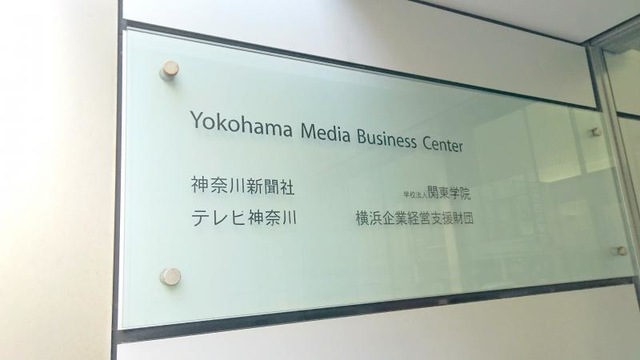 Yokohama Media Business Center
神奈川新聞社
学校法人関東学院
テレビ神奈川
横浜企業経営支援財団